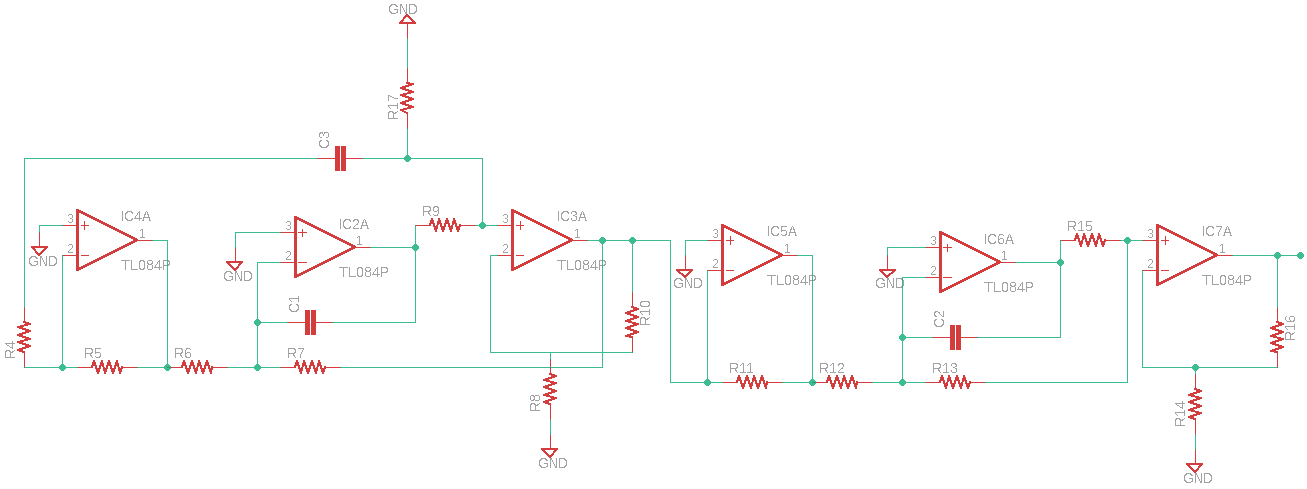 GND
R17
C3
3
2
1
IC4A
TL084P
GND
R4
R5
R6
3
2
1
IC2A
TL084P
GND
C1
R7
R9
3
2
1
IC3A
TL084P
R10
R8
GND
3
2
1
IC5A
TL084P
GND
R11
R12
3
2
1
IC6A
TL084P
GND
C2
R13
R15
3
2
1
IC7A
TL084P
R16
R14
GND